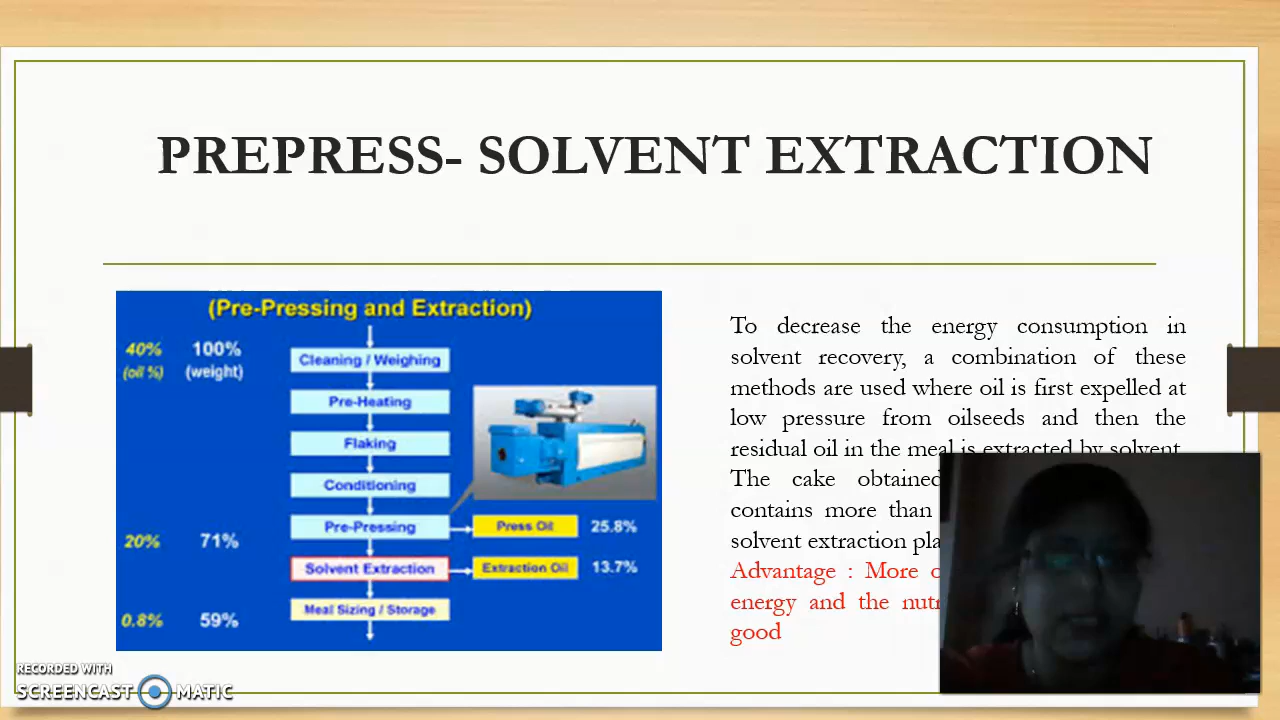 PREPRESS- SOLVENT EXTRACTION
(Pre-Pressing and Extraction)
40% 100%
(oil %) (weight)
Cleaning / Weighing
Pre-Heating
Flaking
Conditioning
Pre-Pressing Press Oil 25.8%
20% 71%
Solvent Extraction Extraction Oil 13.7%
Meal Sizing / Storage
0.8% 59%
To decrease the energy consumption in
solvent recovery, a combination of these
methods are used where oil is first expelled at
low pressure from oilseeds and then the
residual oil in the meal is extracted by solvent.
The cake obtained
contains more than
solvent extraction
Advantage : More
energy and the
good
RECORDED WITH
SCREENCAST MATIC